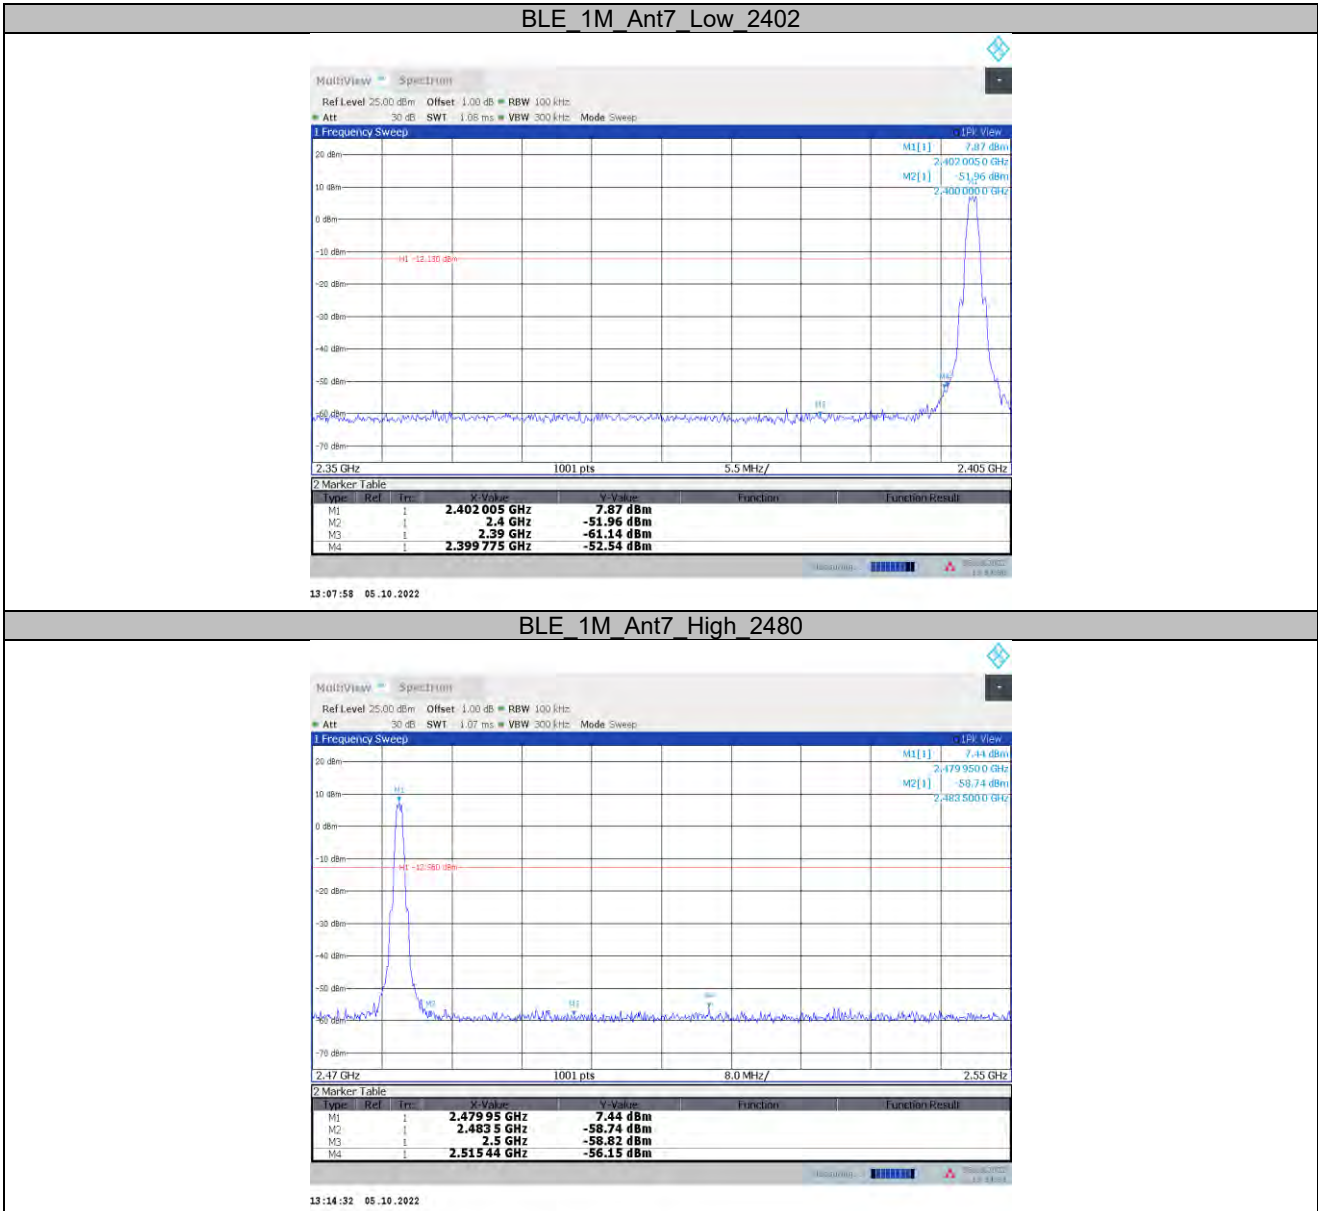 BLE_1M_Ant7_Low_2402
MultiView Spectrum
Ref Level 25.00 dBm Offset 1.00 dB RBW 100 kHz
Att 30 dB SWT 1.08 ms VBW 300 kHz Mode Sweep
1 Frequency Sweep 1Pk View
M1[1] 7.87 dBm
2.402 005 0 GHz
M2[1] -51.96 dBm
2.400 000 0 GHz
20 dBm
10 dBm
0 dBm
-10 dBm
H1 -12.130 dBm
-20 dBm
-30 dBm
-40 dBm
-50 dBm
M4
M3
-60 dBm
-70 dBm
2.35 GHz 1001 pts 5.5 MHz/ 2.405 GHz
2 Marker Table
Type Ref Trc X-Value Y-Value Function Function Result
M1 1 2.402 005 GHz 7.87 dBm
M2 1 2.4 GHz -51.96 dBm
M3 1 2.39 GHz -61.14 dBm
M4 1 2.399 775 GHz -52.54 dBm
13:07:58 05.10.2022
BLE_1M_Ant7_High_2480
MultiView Spectrum
Ref Level 25.00 dBm Offset 1.00 dB RBW 100 kHz
Att 30 dB SWT 1.07 ms VBW 300 kHz Mode Sweep
1 Frequency Sweep 1Pk View
M1[1] 7.44 dBm
2.479 950 0 GHz
M2[1] -58.74 dBm
2.483 500 0 GHz
20 dBm
10 dBm
M1
0 dBm
-10 dBm
H1 -12.560 dBm
-20 dBm
-30 dBm
-40 dBm
-50 dBm
M2 M3
-60 dBm
-70 dBm
2.47 GHz 1001 pts 8.0 MHz/ 2.55 GHz
2 Marker Table
Type Ref Trc X-Value Y-Value Function Function Result
M1 1 2.479 95 GHz 7.44 dBm
M2 1 2.483 5 GHz -58.74 dBm
M3 1 2.5 GHz -58.82 dBm
M4 1 2.515 44 GHz -56.15 dBm
13:14:32 05.10.2022